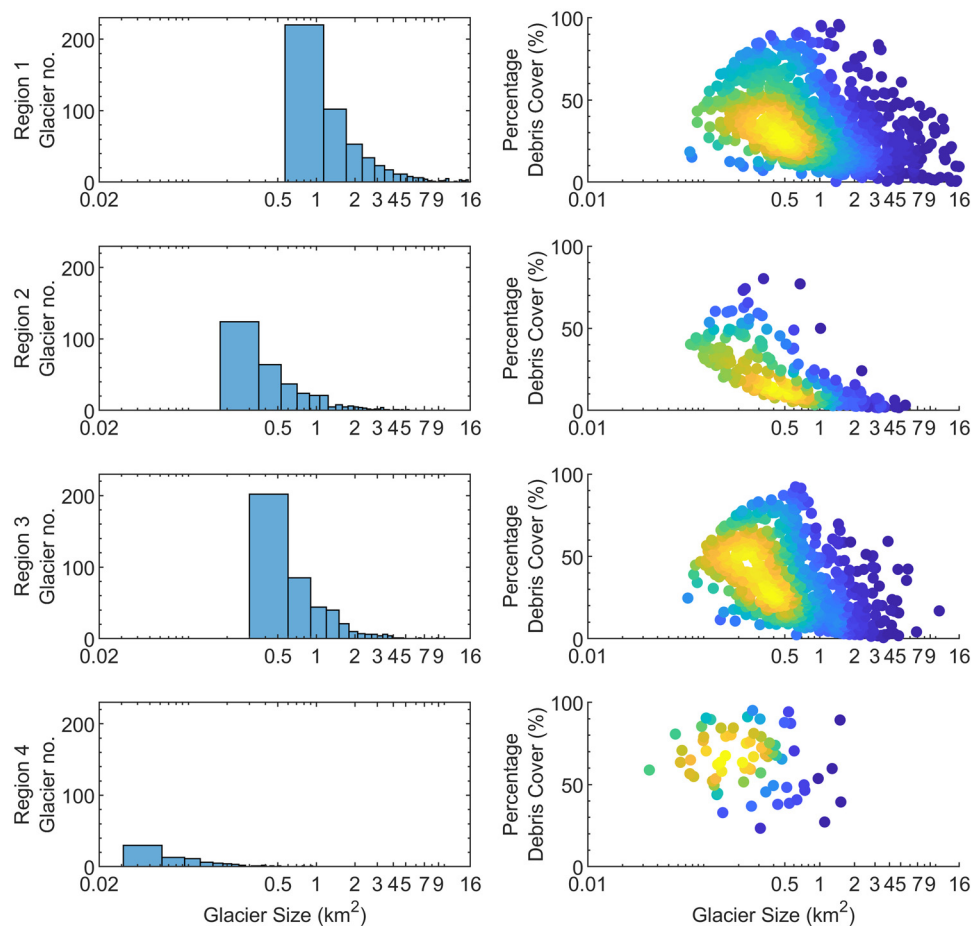 Region 1
Glacier no.
200
100
0
0.02 0.5 1 2 3 4 5 7 9 16
Percentage
Debris Cover (%)
100
50
0
0.01 0.5 1 2 3 4 5 7 9 16
Region 2
Glacier no.
200
100
0
0.02 0.5 1 2 3 4 5 7 9 16
Percentage
Debris Cover (%)
100
50
0
0.01 0.5 1 2 3 4 5 7 9 16
Region 3
Glacier no.
200
100
0
0.02 0.5 1 2 3 4 5 7 9 16
Percentage
Debris Cover (%)
100
50
0
0.01 0.5 1 2 3 4 5 7 9 16
Region 4
Glacier no.
200
100
0
0.02 0.5 1 2 3 4 5 7 9 16
Glacier Size (km²)
Percentage
Debris Cover (%)
100
50
0
0.01 0.5 1 2 3 4 5 7 9 16
Glacier Size (km²)